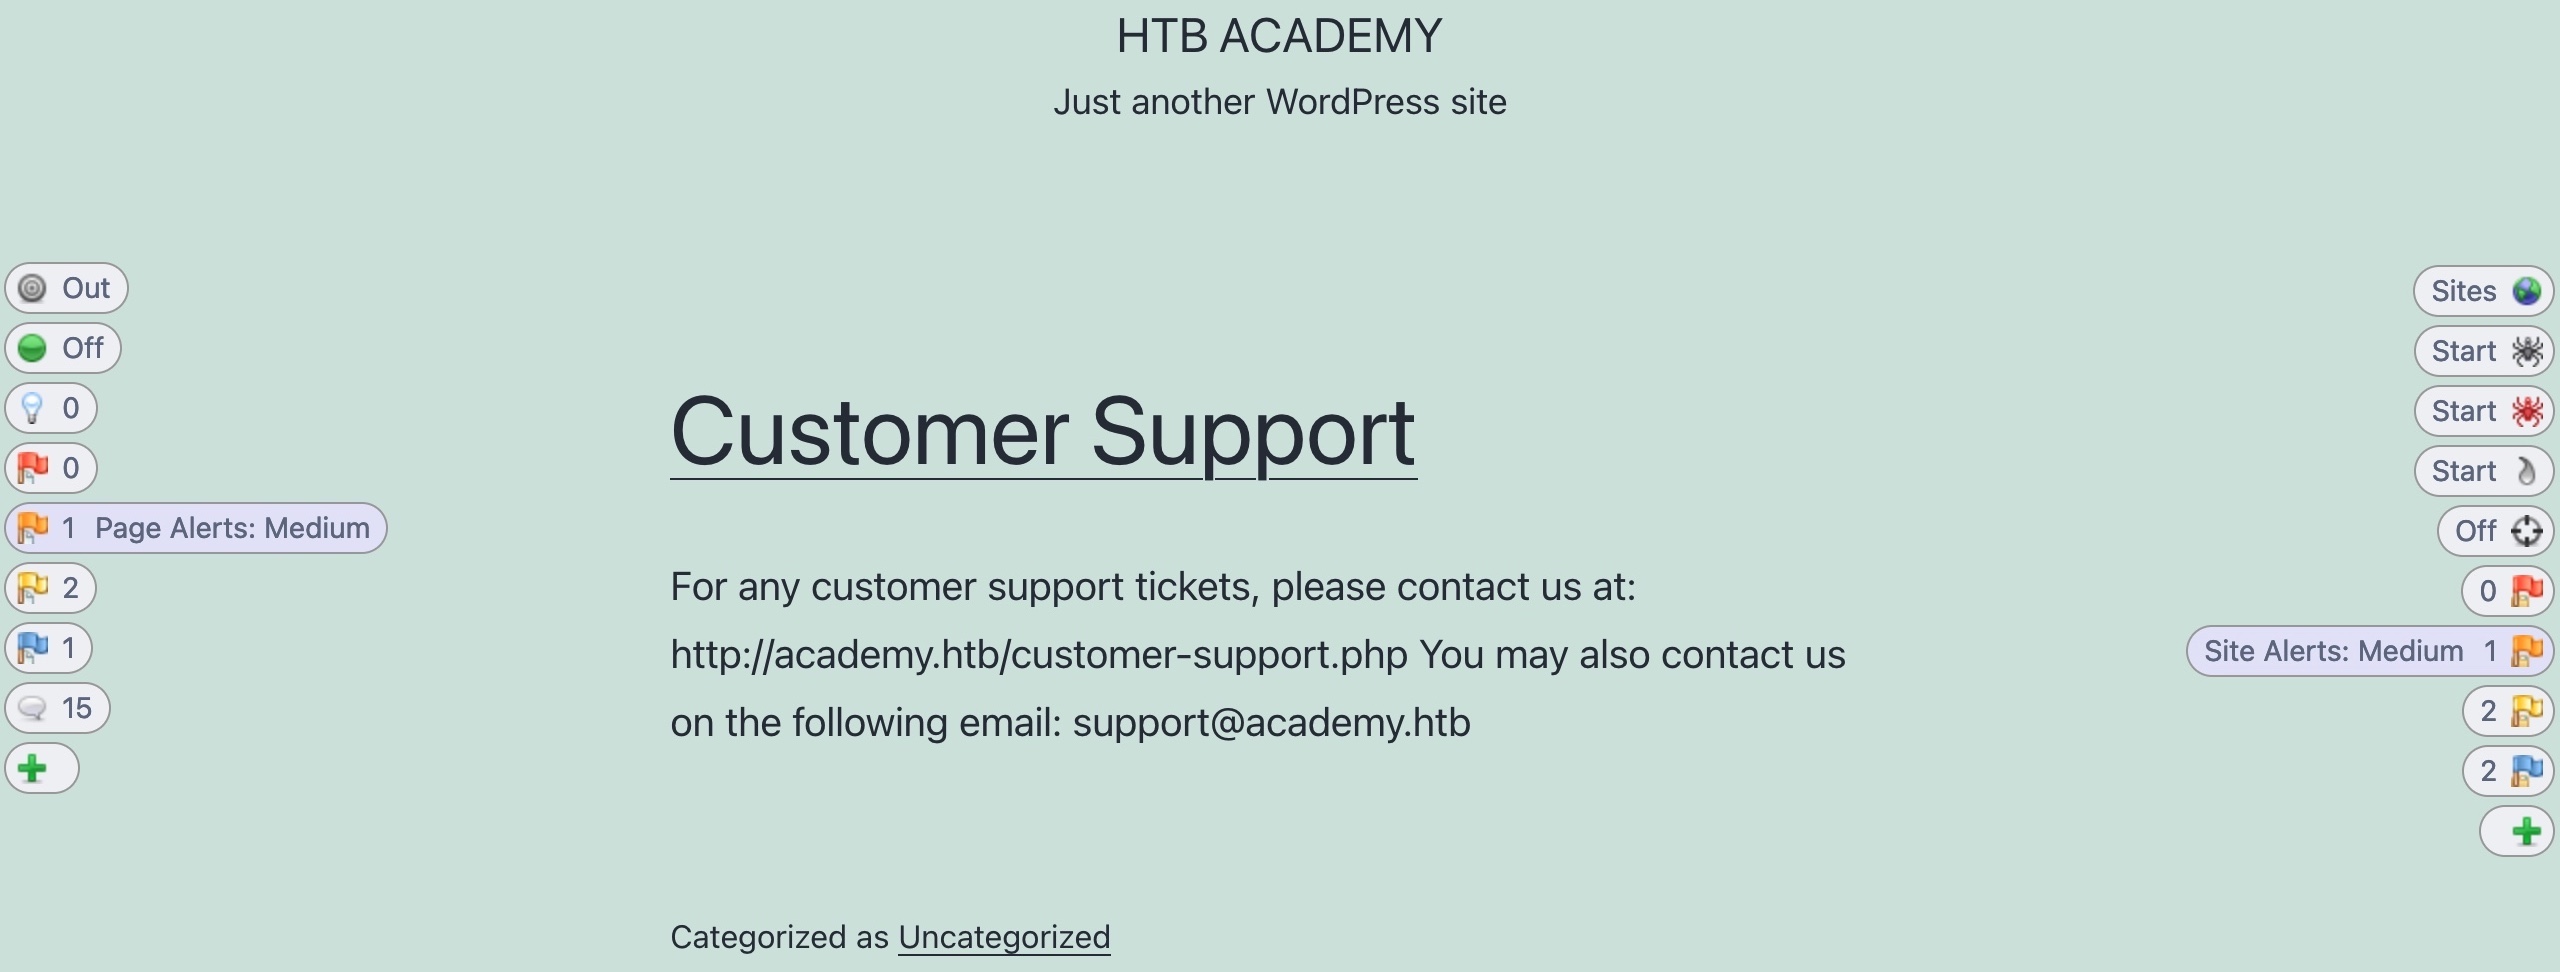 HTB ACADEMY
Just another WordPress site
Out
Off
0
0
1 Page Alerts: Medium
2
1
15
Customer Support
For any customer support tickets, please contact us at:
http://academy.htb/customer-support.php You may also contact us
on the following email: support@academy.htb
Categorized as Uncategorized
Sites
Start
Start
Start
Off
0
Site Alerts: Medium 1
2
2